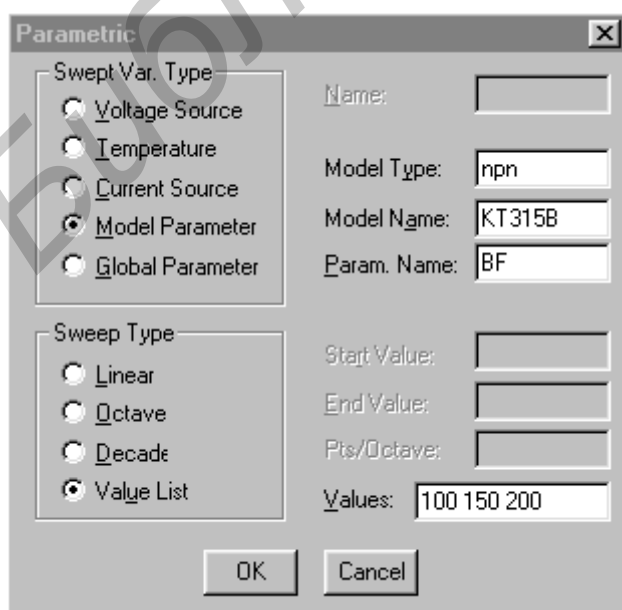 Parametric
Swept Var. Type
Voltage Source
Temperature
Current Source
Model Parameter
Global Parameter
Name:
Model Type: npn
Model Name: KT315B
Param. Name: BF
Sweep Type
Linear
Octave
Decade
Value List
Start Value:
End Value:
Pts/Octave:
Values: 100 150 200
OK Cancel
Библ